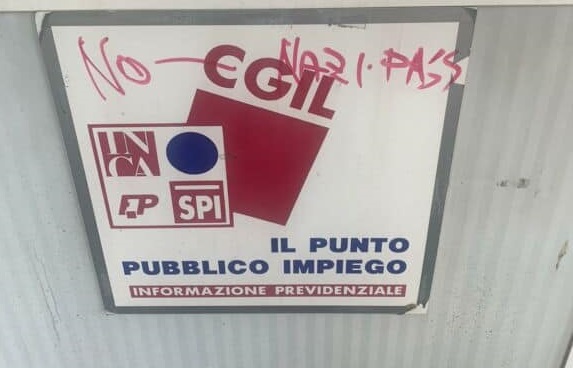 NO - NAZI-PASS
CGIL
INCA
FP SPI
IL PUNTO
PUBBLICO IMPIEGO
INFORMAZIONE PREVIDENZIALE